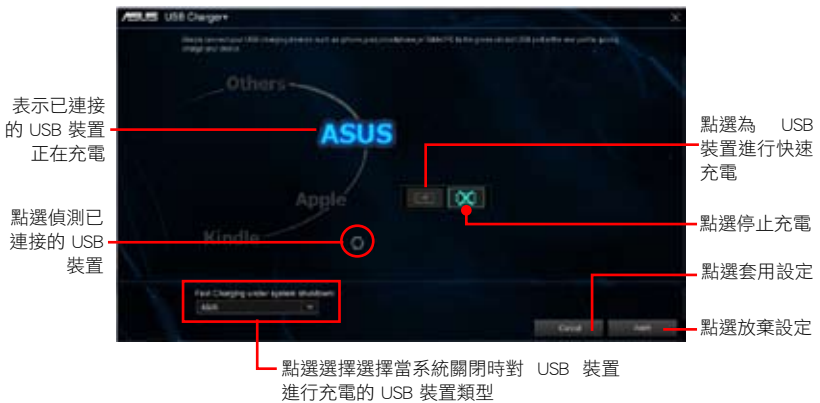 ASUS USB Charger+
Others
ASUS
Apple
Kindle
Fast Charging under system shutdown:
ASUS
Cancel
表示已連接
的 USB 裝置
正在充電
點選偵測已
連接的 USB
裝置
點選為 USB
裝置進行快速
充電
點選停止充電
點選套用設定
點選放棄設定
點選選擇選擇當系統關閉時對 USB 裝置
進行充電的 USB 裝置類型